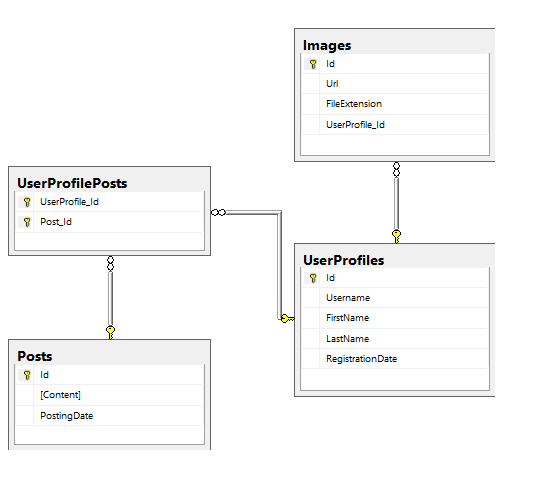 Images
Id
Url
FileExtension
UserProfile_Id
UserProfilePosts
UserProfile_Id
Post_Id
UserProfiles
Id
Username
FirstName
LastName
RegistrationDate
Posts
Id
[Content]
PostingDate